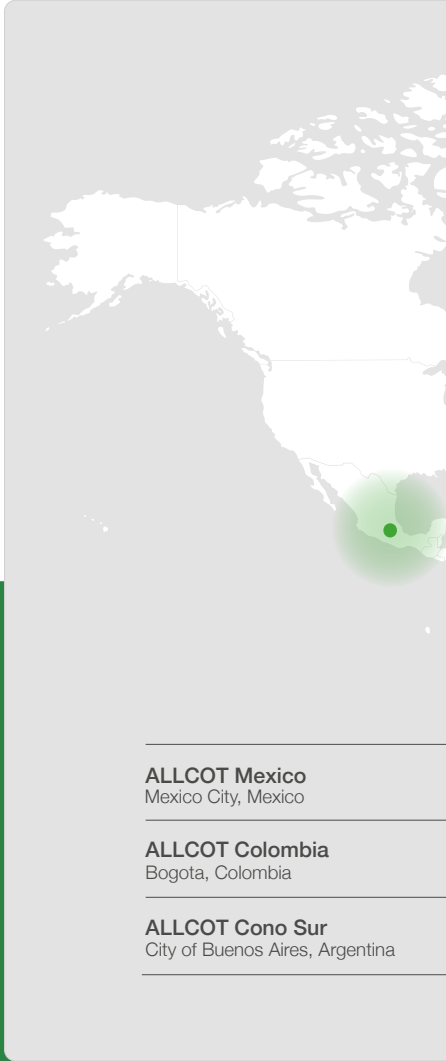 ALLCOT Mexico
Mexico City, Mexico
ALLCOT Colombia
Bogota, Colombia
ALLCOT Cono Sur
City of Buenos Aires, Argentina